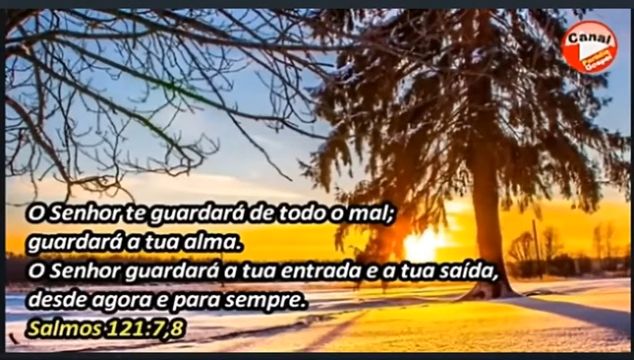 Canal
O Senhor te guardará de todo o mal;
guardará a tua alma.
O Senhor guardará a tua entrada e a tua saída,
desde agora e para sempre.
Salmos 121:7,8